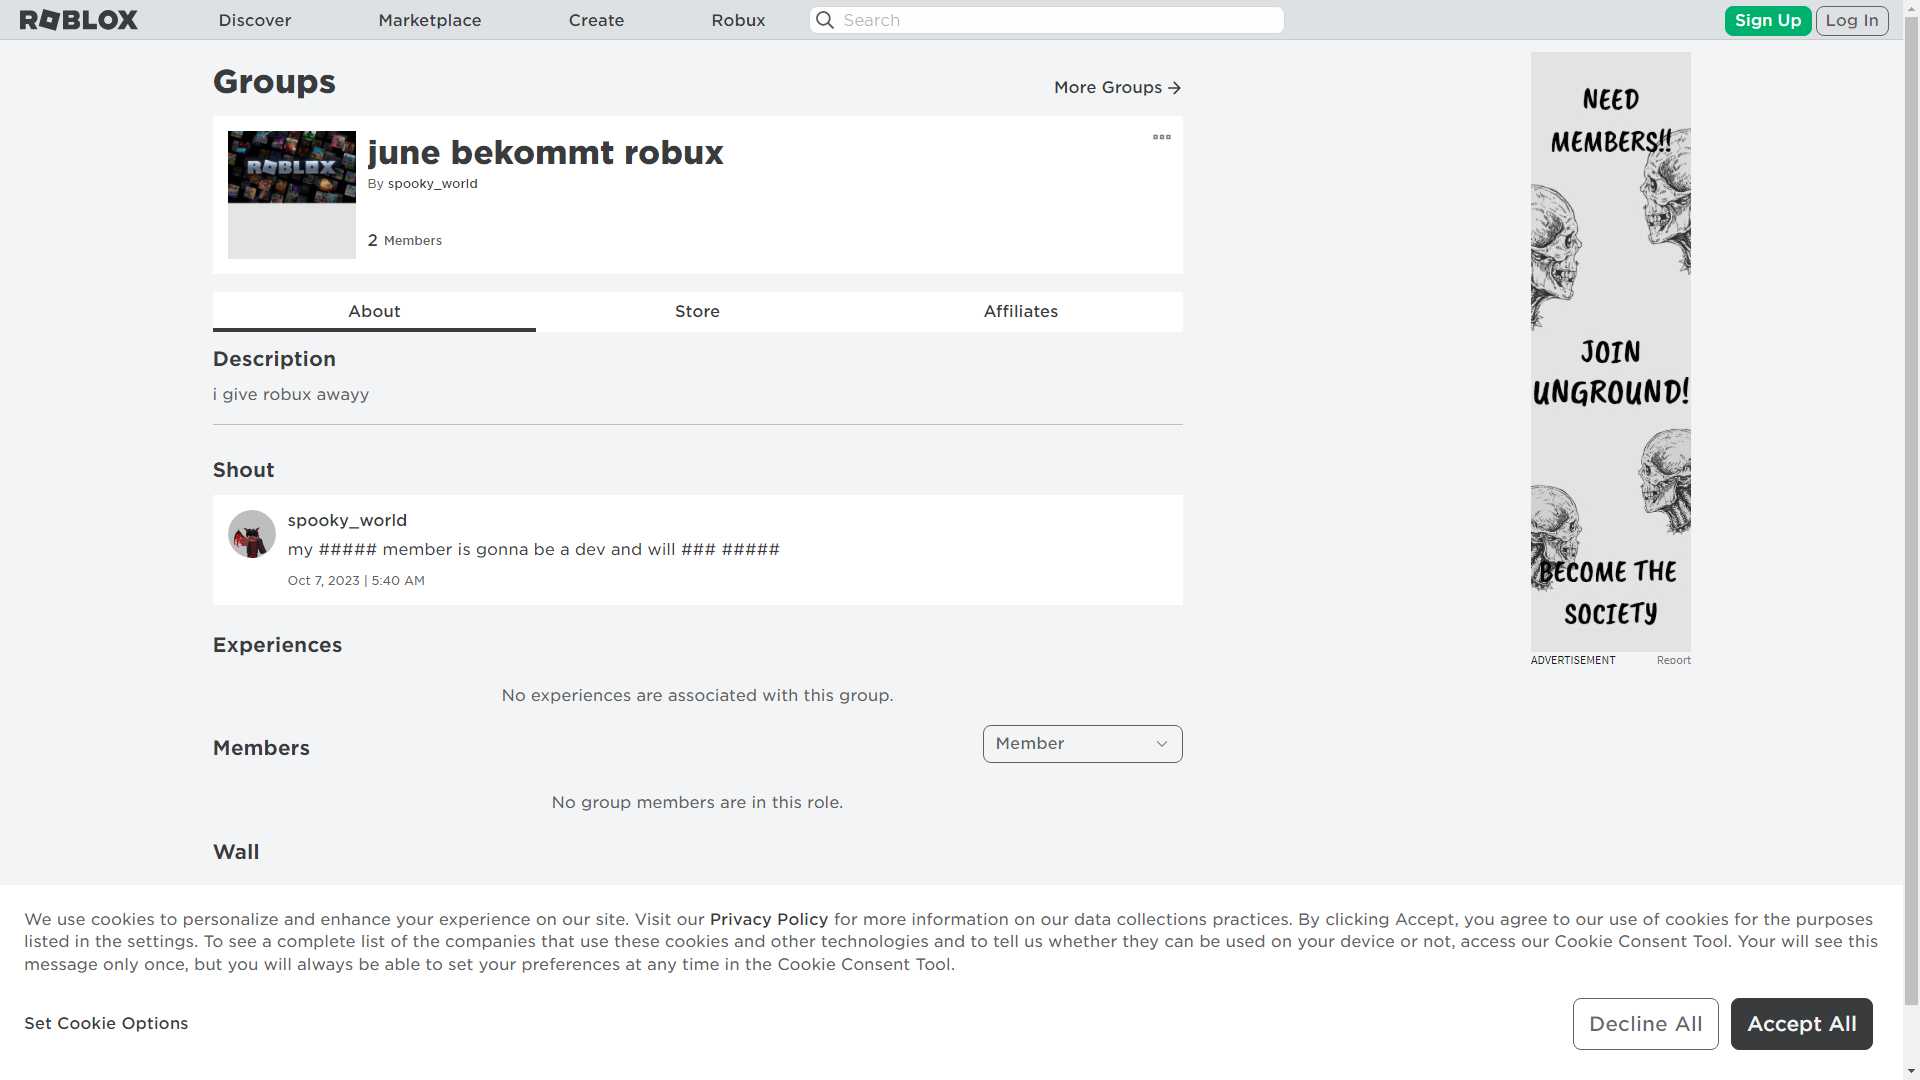 ROBLOX
Discover
Marketplace
Create
Robux
Search
Sign Up
Log In
Groups
More Groups
ROBLOX
june bekommt robux
By spooky_world
2 Members
About
Store
Affiliates
Description
i give robux awayy
Shout
spooky_world
my ##### member is gonna be a dev and will ### #####
Oct 7, 2023 | 5:40 AM
Experiences
No experiences are associated with this group.
Members
Member
No group members are in this role.
Wall
NEED
MEMBERS!!
JOIN
UNGROUND!
BECOME THE
SOCIETY
ADVERTISEMENT
Report
We use cookies to personalize and enhance your experience on our site. Visit our Privacy Policy for more information on our data collections practices. By clicking Accept, you agree to our use of cookies for the purposes
listed in the settings. To see a complete list of the companies that use these cookies and other technologies and to tell us whether they can be used on your device or not, access our Cookie Consent Tool. Your will see this
message only once, but you will always be able to set your preferences at any time in the Cookie Consent Tool.
Set Cookie Options
Decline All
Accept All